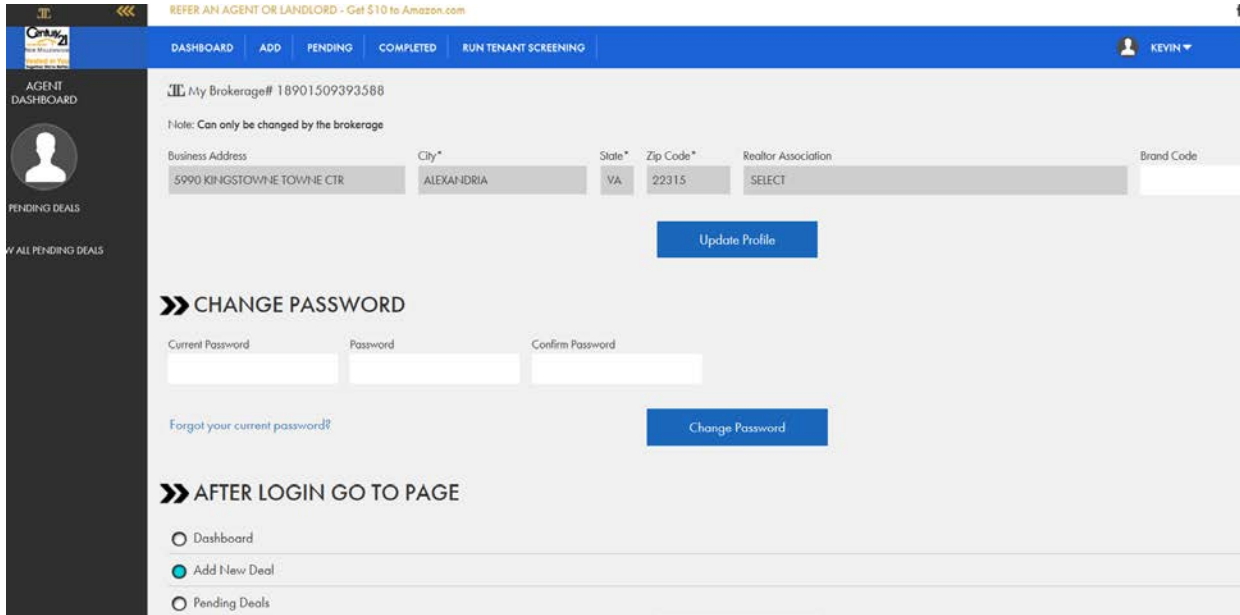 REFER AN AGENT OR LANDLORD - Get $10 to Amazon.com
Century 21
DASHBOARD ADD PENDING COMPLETED RUN TENANT SCREENING KEVIN
AGENT
DASHBOARD
My Brokerage# 18901509393588
Note: Can only be changed by the brokerage
Business Address City* State* Zip Code* Realtor Association Brand Code
5990 KINGSTOWNE TOWNE CTR ALEXANDRIA VA 22315 SELECT
PENDING DEALS
Update Profile
W ALL PENDING DEALS
CHANGE PASSWORD
Current Password Password Confirm Password
Forgot your current password?
Change Password
AFTER LOGIN GO TO PAGE
Dashboard
Add New Deal
Pending Deals